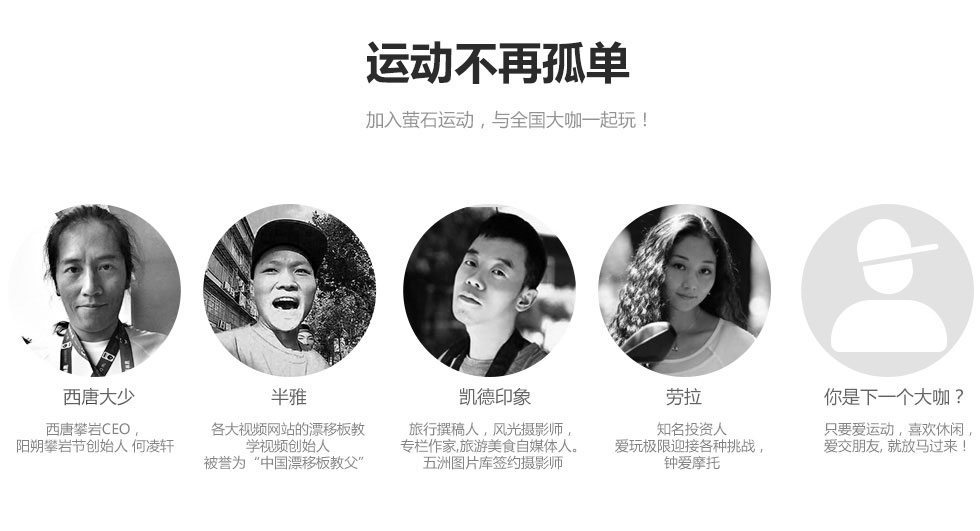 运动不再孤单
加入萤石运动，与全国大咖一起玩！
西唐大少
西唐攀岩CEO，
阳朔攀岩节创始人 何凌轩
半雅
各大视频网站的漂移板教
学视频创始人
被誉为“中国漂移板教父”
凯德印象
旅行撰稿人，风光摄影师，
专栏作家,旅游美食自媒体人。
五洲图片库签约摄影师
劳拉
知名投资人
爱玩极限迎接各种挑战，
钟爱摩托
你是下一个大咖？
只要爱运动，喜欢休闲，
爱交朋友, 就放马过来！